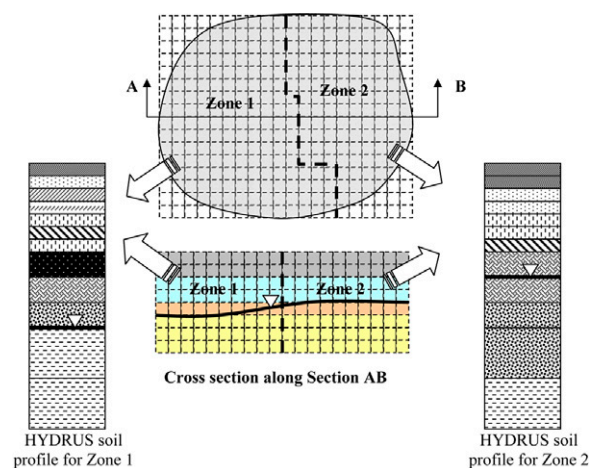 A
B
Zone 1
Zone 2
Zone 1
Zone 2
Cross section along Section AB
HYDRUS soil
profile for Zone 1
HYDRUS soil
profile for Zone 2